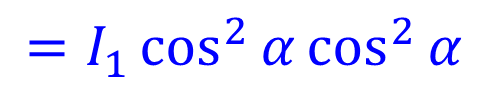 = I₁ cos² α cos² α